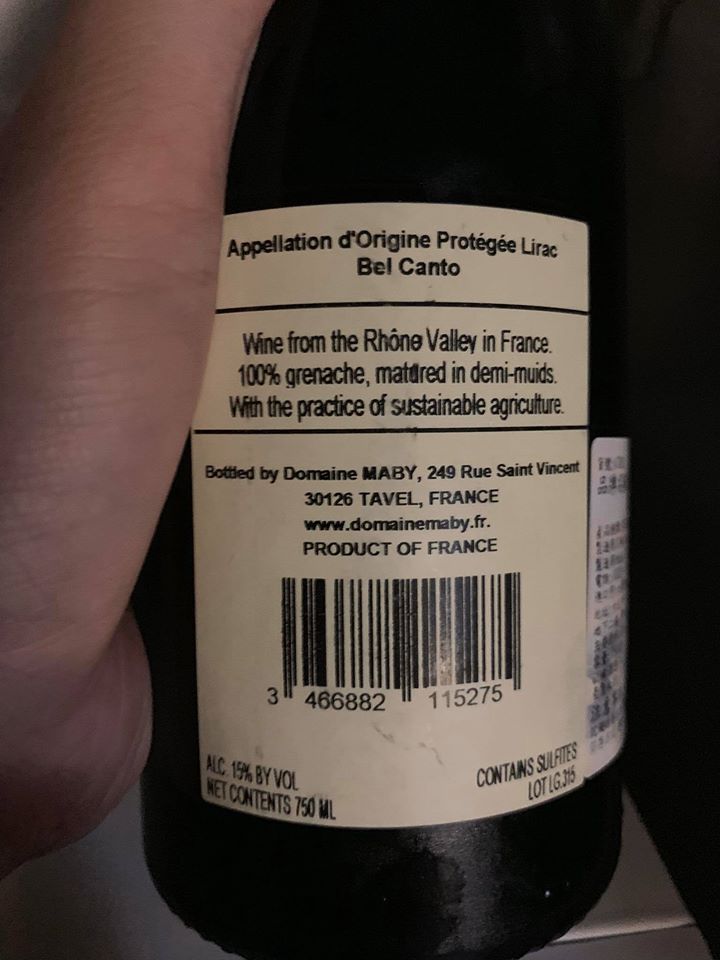 Appellation d'Origine Protégée Lirac
Bel Canto
Wine from the Rhône Valley in France.
100% grenache, matured in demi-muids.
With the practice of sustainable agriculture.
Bottled by Domaine MABY, 249 Rue Saint Vincent
30126 TAVEL, FRANCE
www.domainemaby.fr.
PRODUCT OF FRANCE
3 466882 115275
ALC. 15% BY VOL
NET CONTENTS 750 ML
CONTAINS SULFITES
LOT LG.315